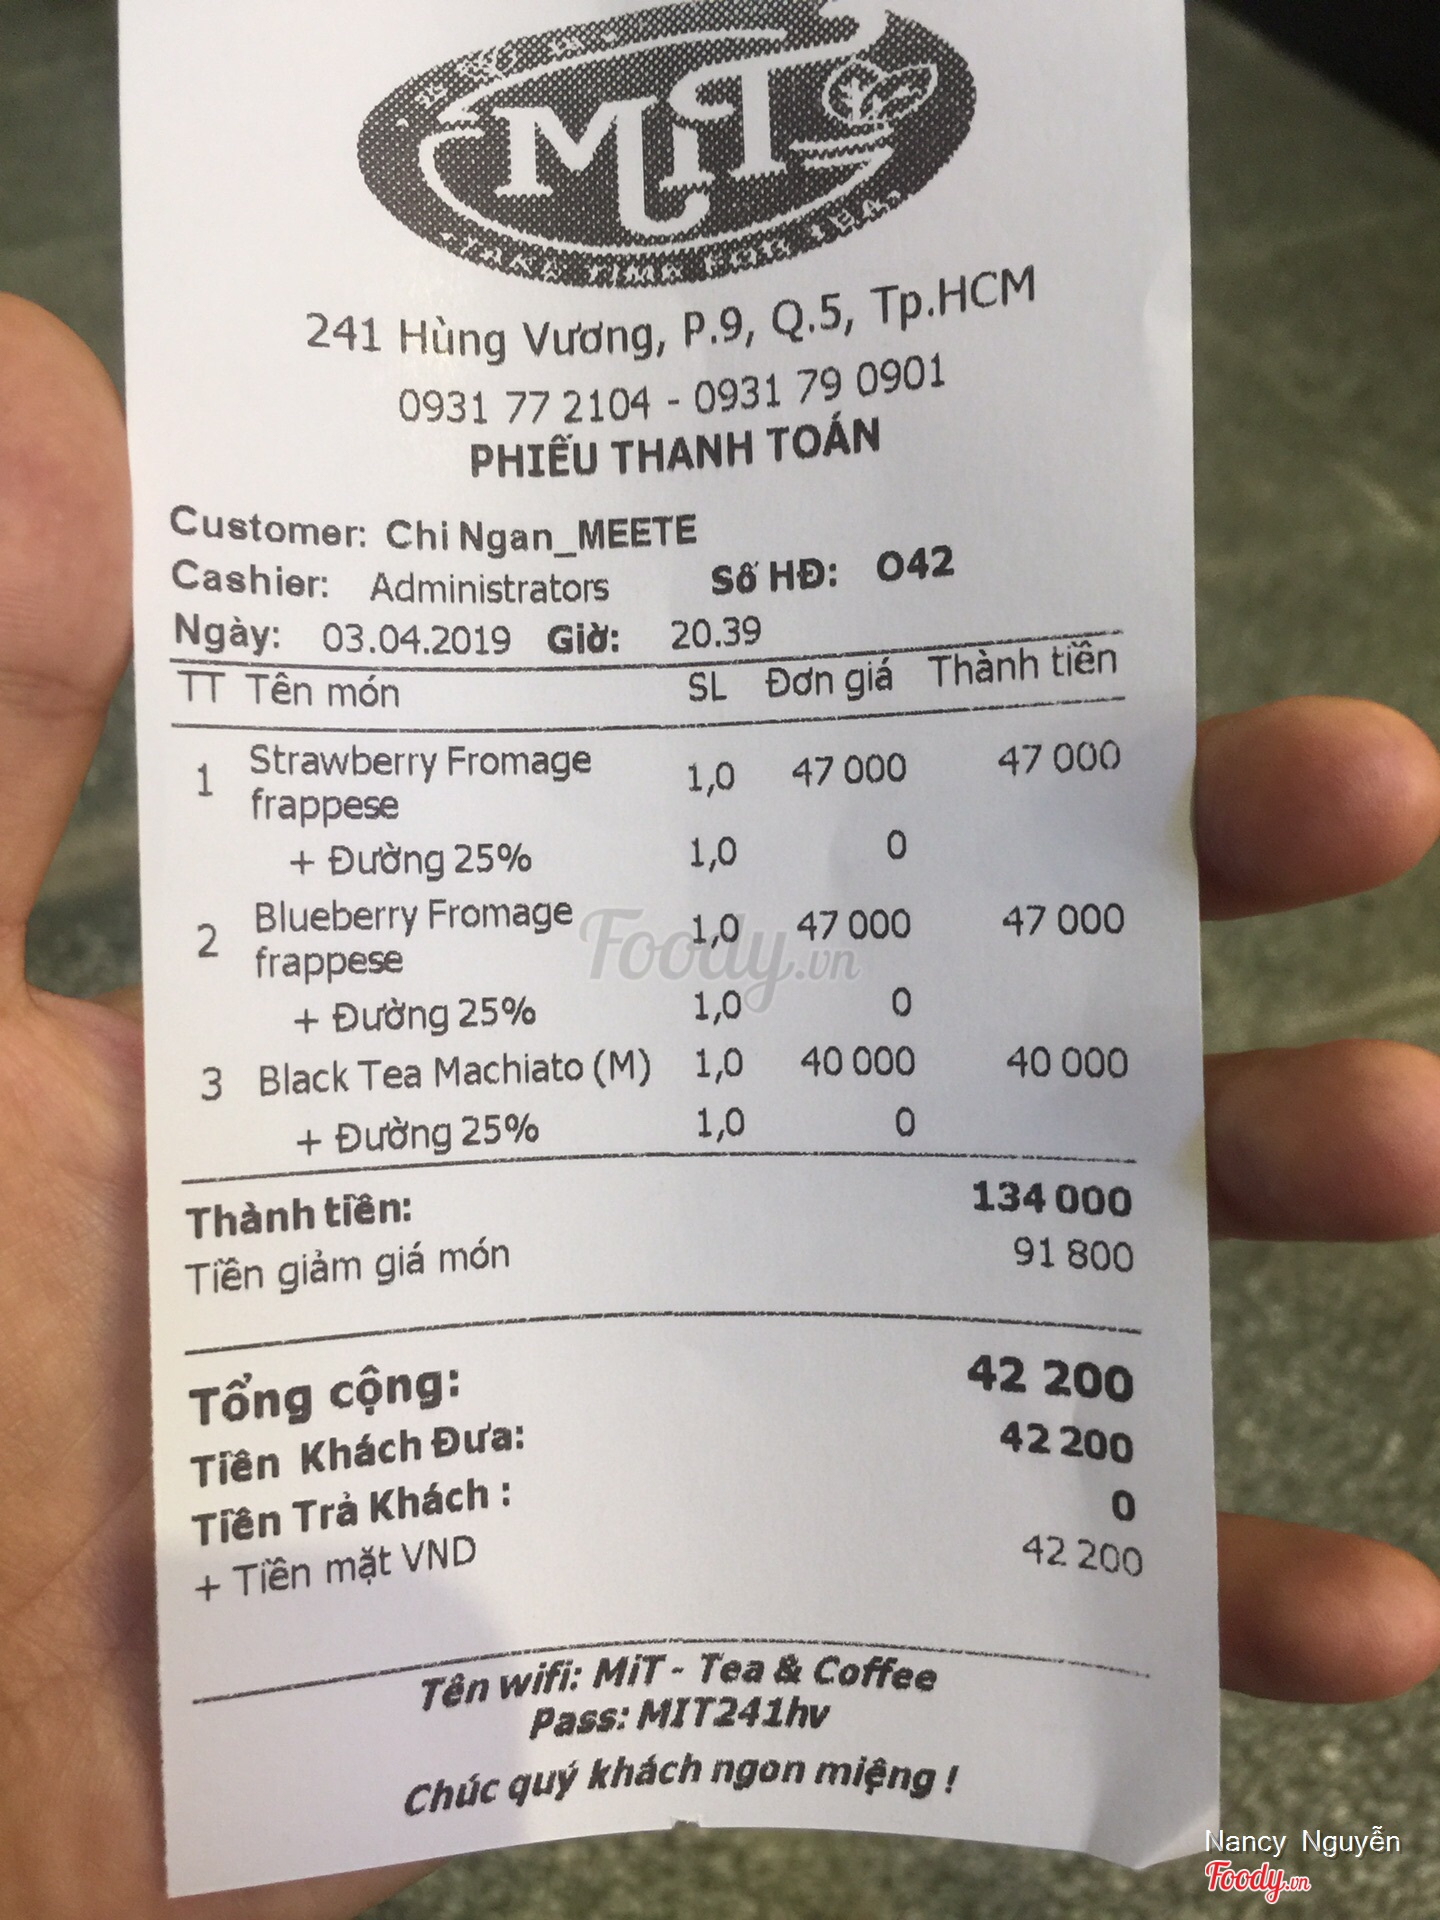 MiT
TAKE TIME FOR TEA
241 Hùng Vương, P.9, Q.5, Tp.HCM
0931 77 2104 - 0931 79 0901
PHIẾU THANH TOÁN
Customer: Chi Ngan_MEETE
Cashier: Administrators Số HĐ: O42
Ngày: 03.04.2019 Giờ: 20.39
TT Tên món SL Đơn giá Thành tiền
1 Strawberry Fromage frappese 1,0 47 000 47 000
+ Đường 25% 1,0 0
2 Blueberry Fromage frappese 1,0 47 000 47 000
+ Đường 25% 1,0 0
3 Black Tea Machiato (M) 1,0 40 000 40 000
+ Đường 25% 1,0 0
Thành tiền: 134 000
Tiền giảm giá món 91 800
Tổng cộng: 42 200
Tiền Khách Đưa: 42 200
Tiền Trả Khách : 0
+ Tiền mặt VND 42 200
Tên wifi: MiT - Tea & Coffee
Pass: MIT241hv
Chúc quý khách ngon miệng !
Foody.vn
Nancy Nguyễn
Foody.vn